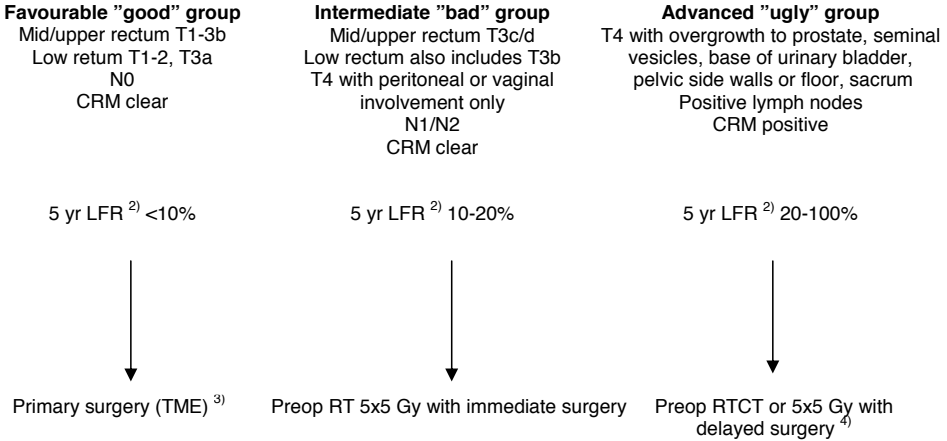 Favourable ”good” group
Mid/upper rectum T1-3b
Low retum T1-2, T3a
N0
CRM clear
5 yr LFR ²⁾ <10%
Primary surgery (TME) ³⁾
Intermediate ”bad” group
Mid/upper rectum T3c/d
Low rectum also includes T3b
T4 with peritoneal or vaginal
involvement only
N1/N2
CRM clear
5 yr LFR ²⁾ 10-20%
Preop RT 5x5 Gy with immediate surgery
Advanced ”ugly” group
T4 with overgrowth to prostate, seminal
vesicles, base of urinary bladder,
pelvic side walls or floor, sacrum
Positive lymph nodes
CRM positive
5 yr LFR ²⁾ 20-100%
Preop RTCT or 5x5 Gy with
delayed surgery ⁴⁾